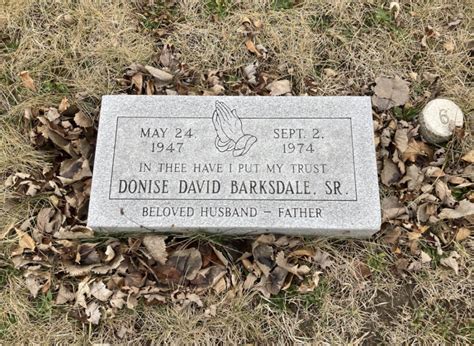 MAY 24 SEPT. 2,
1947 1974
IN THEE HAVE I PUT MY TRUST
DONISE DAVID BARKSDALE, SR.
BELOVED HUSBAND – FATHER
6